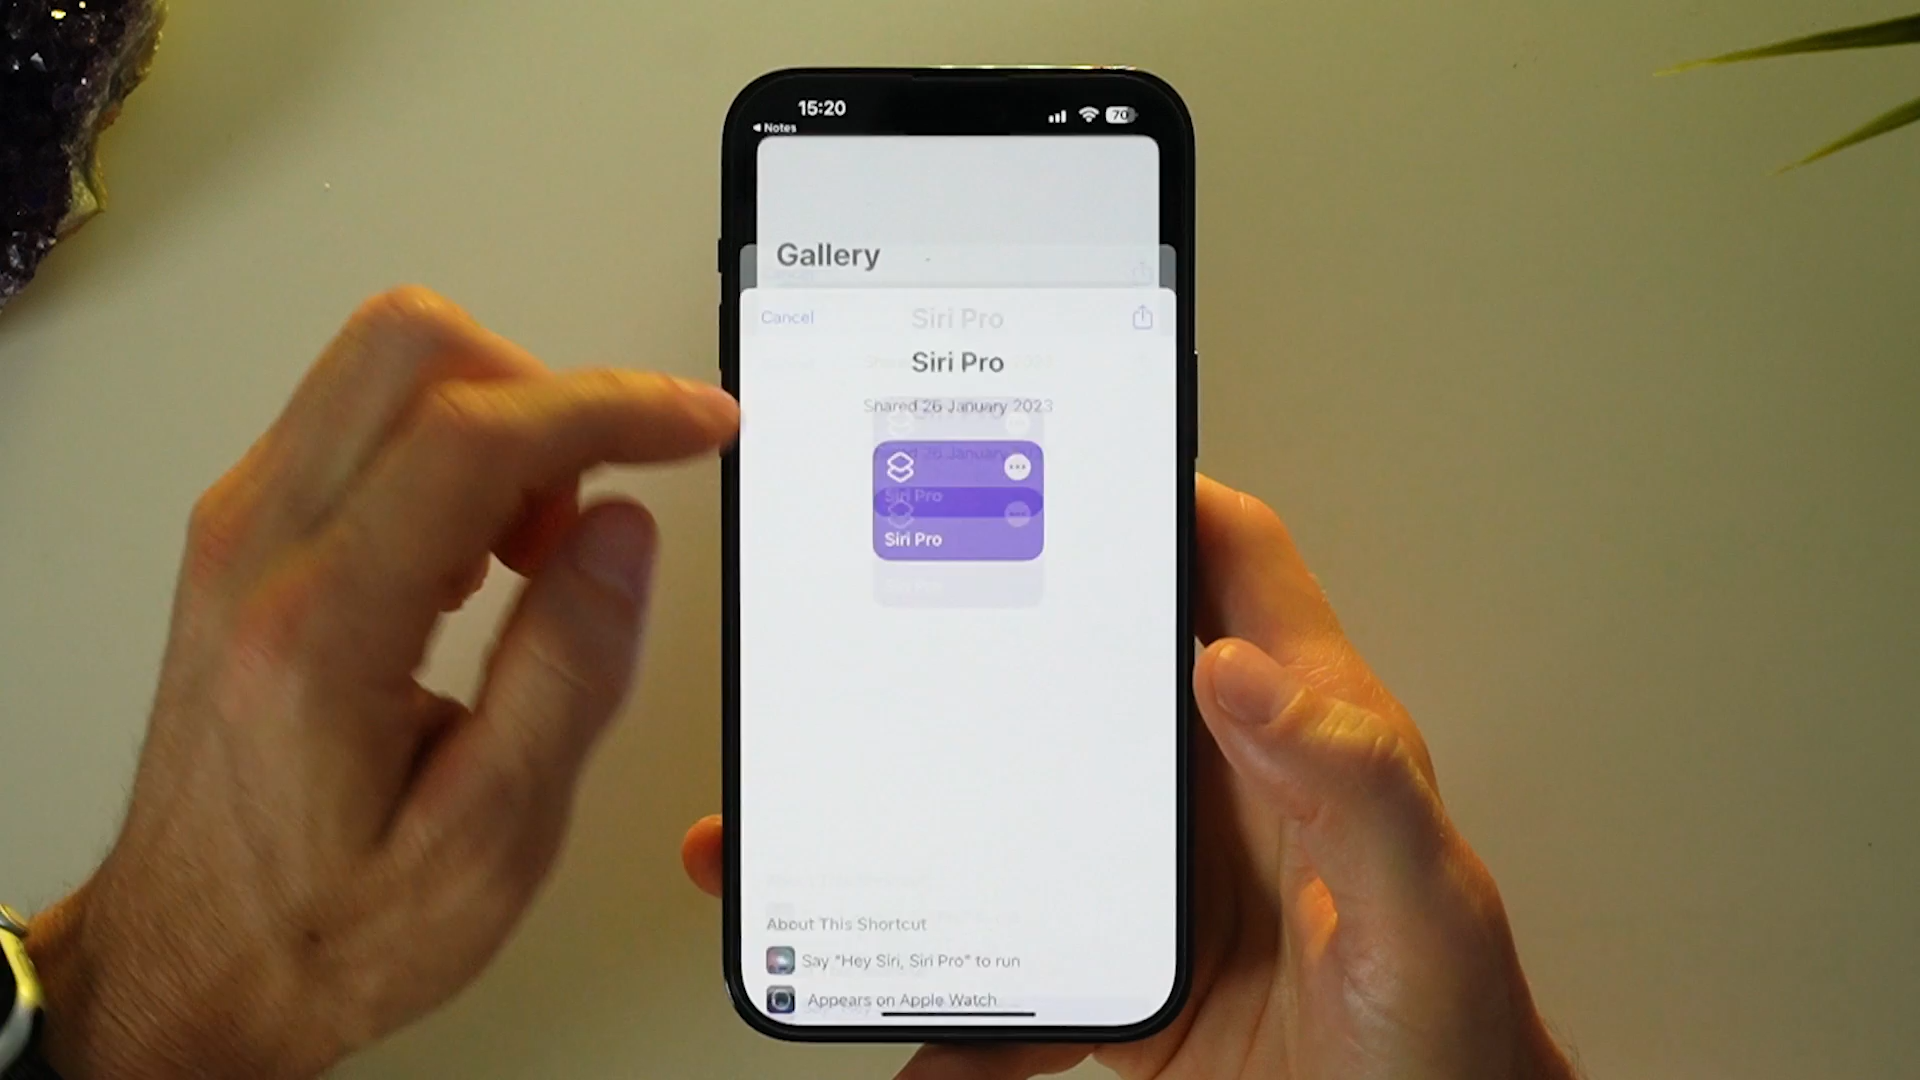 15:20
Notes
70
Gallery
Cancel
Siri Pro
Siri Pro
Shared 26 January 2023
Siri Pro
Siri Pro
About This Shortcut
Say "Hey Siri, Siri Pro" to run
Appears on Apple Watch